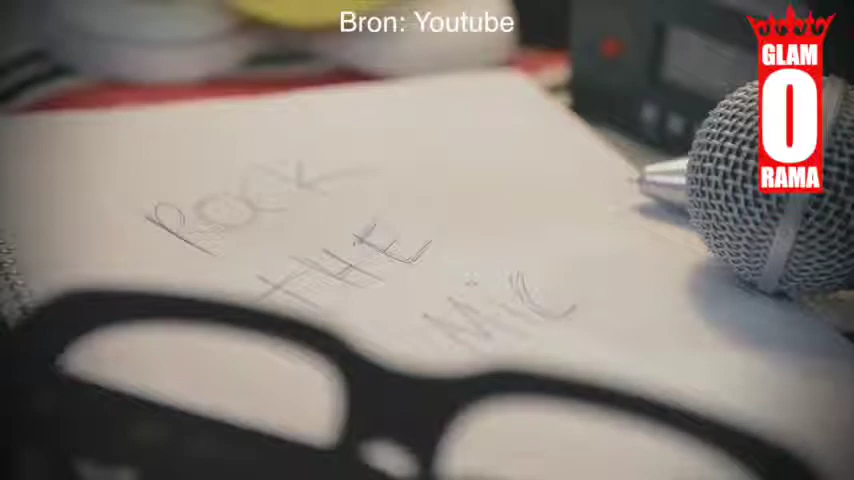 Bron: Youtube
GLAM
O
RAMA
ROCK
THE
MIC